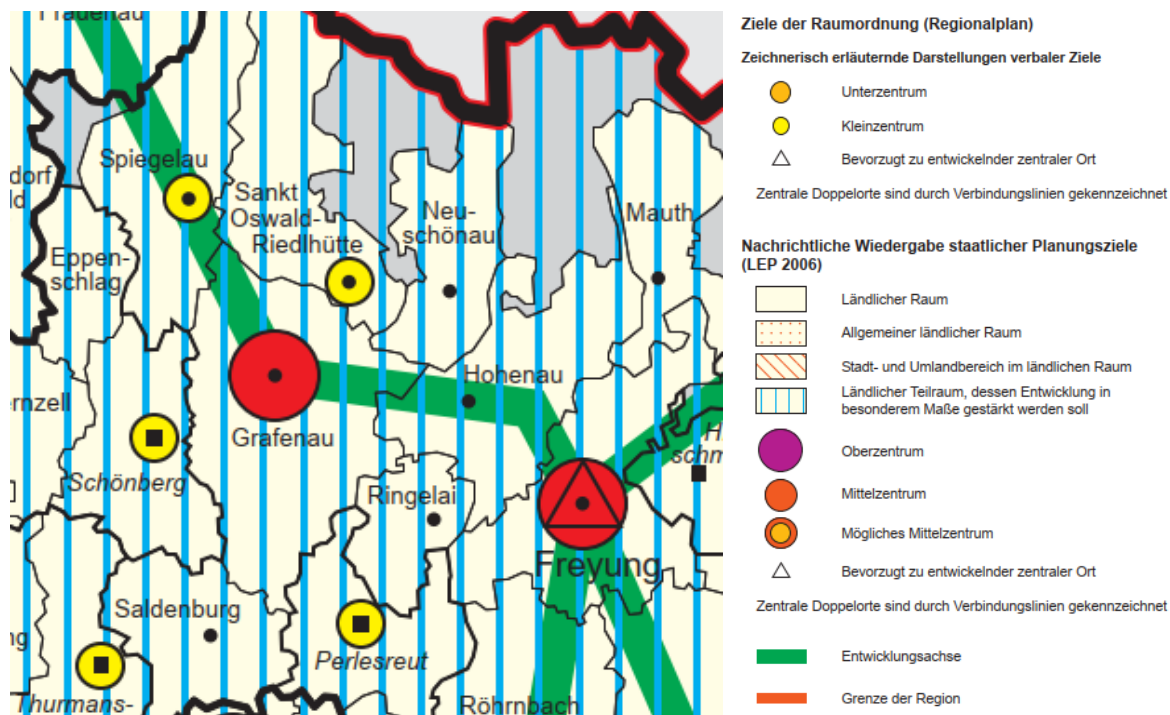 Frauenau
Spiegelau
dorf
ld
Sankt
Oswald-
Riedlhütte
Neu-
schönau
Mauth
Eppen-
schlag
ernzell
Hohenau
Grafenau
H
schm
Schönberg
Ringelai
Freyung
Saldenburg
ng
Perlesreut
Thurmans-
Röhrnbach
Ziele der Raumordnung (Regionalplan)
Zeichnerisch erläuternde Darstellungen verbaler Ziele
Unterzentrum
Kleinzentrum
Bevorzugt zu entwickelnder zentraler Ort
Zentrale Doppelorte sind durch Verbindungslinien gekennzeichnet
Nachrichtliche Wiedergabe staatlicher Planungsziele
(LEP 2006)
Ländlicher Raum
Allgemeiner ländlicher Raum
Stadt- und Umlandbereich im ländlichen Raum
Ländlicher Teilraum, dessen Entwicklung in
besonderem Maße gestärkt werden soll
Oberzentrum
Mittelzentrum
Mögliches Mittelzentrum
Bevorzugt zu entwickelnder zentraler Ort
Zentrale Doppelorte sind durch Verbindungslinien gekennzeichnet
Entwicklungsachse
Grenze der Region